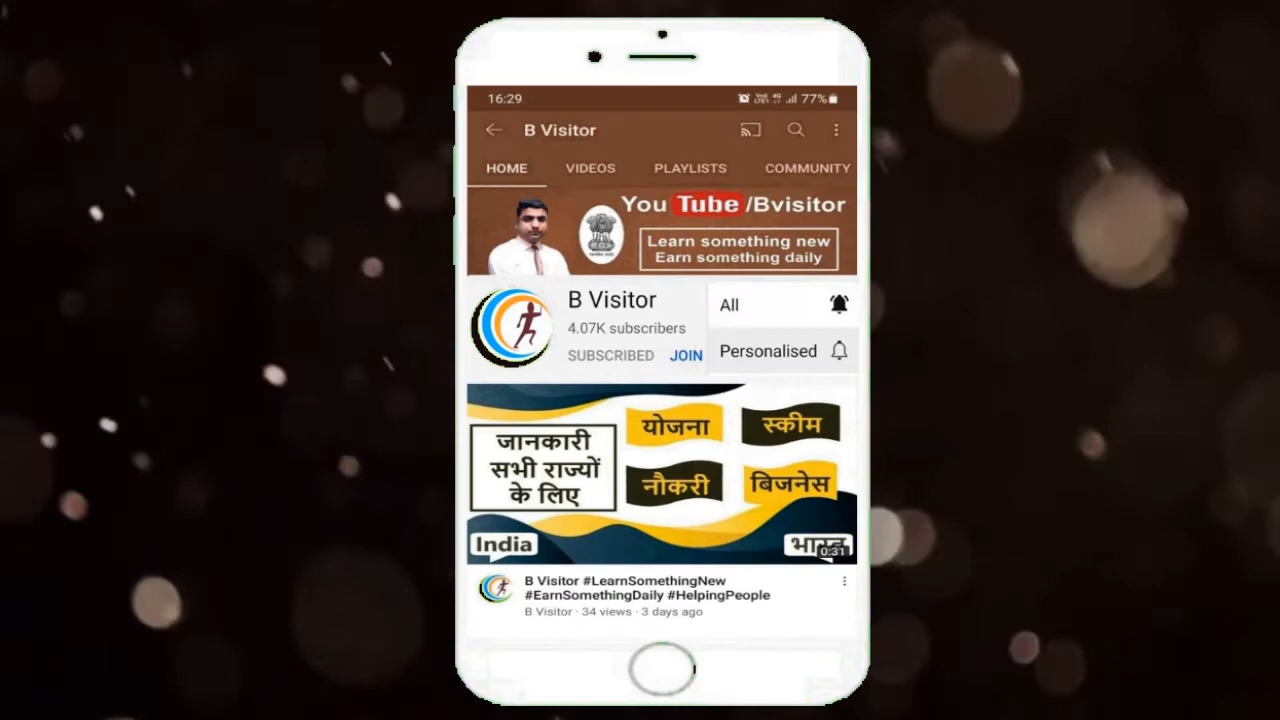 16:29
77%
B Visitor
HOME VIDEOS PLAYLISTS COMMUNITY
You Tube /Bvisitor
Learn something new
Earn something daily
B Visitor
4.07K subscribers
SUBSCRIBED JOIN
All
Personalised
जानकारी
सभी राज्यों
के लिए
योजना
स्कीम
नौकरी
बिजनेस
India
भारत
0:31
B Visitor #LearnSomethingNew
#EarnSomethingDaily #HelpingPeople
B Visitor · 34 views · 3 days ago